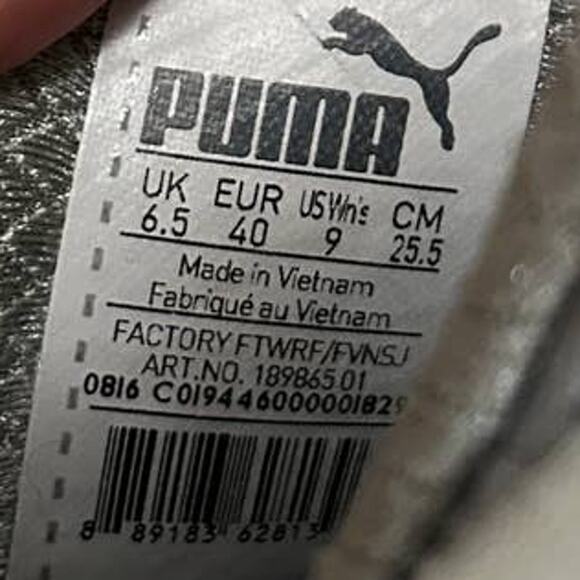 PUMA
UK EUR US Wn's CM
6.5 40 9 25.5
Made in Vietnam
Fabriqué au Vietnam
FACTORY FTWRF/FVNSJ
ART.NO. 189865 01
0816 C019446000001829
8 89183 62813